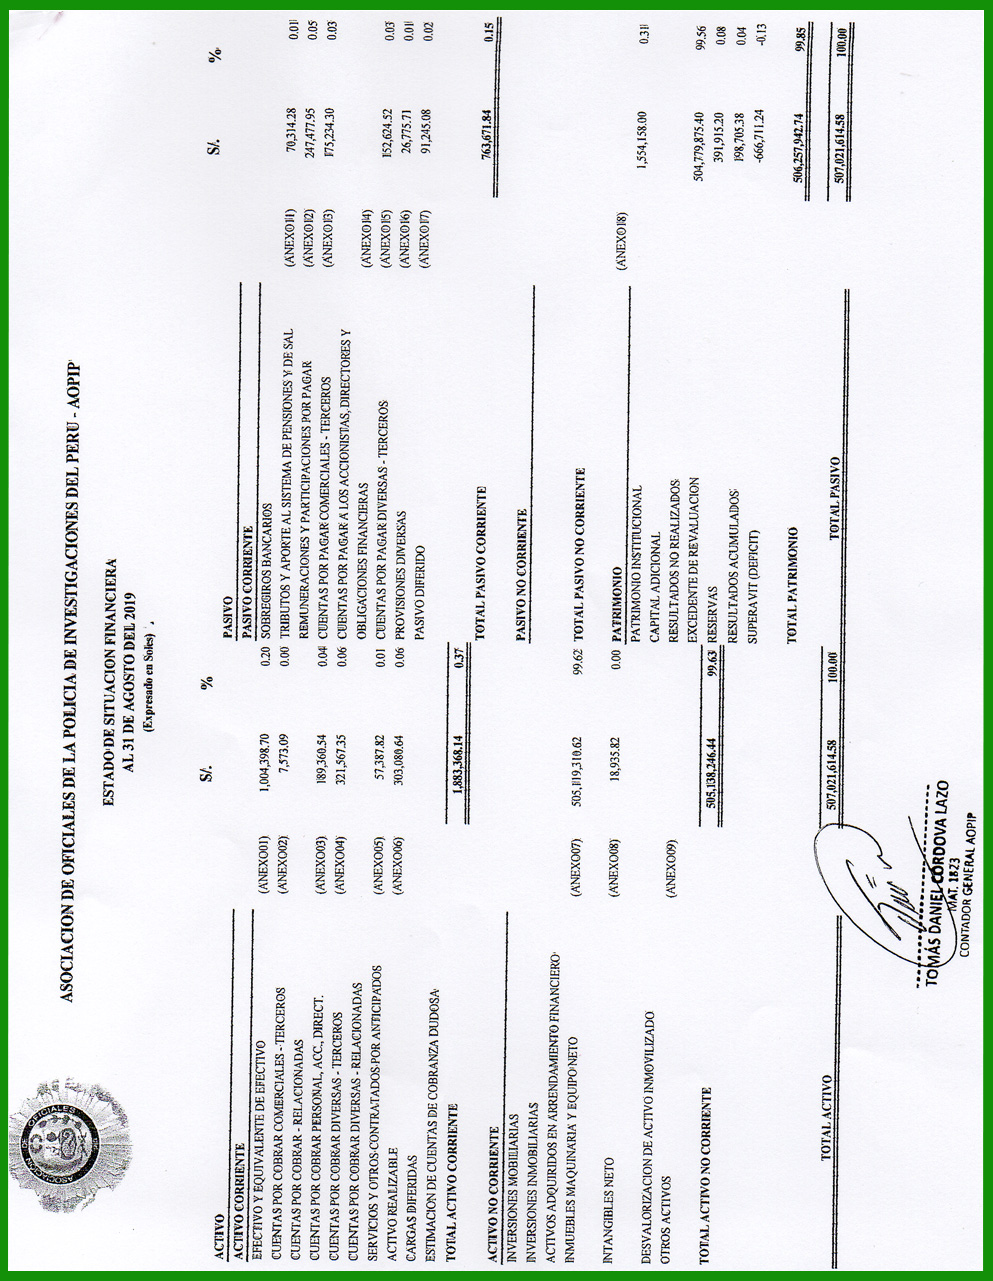 ASOCIACION DE OFICIALES
ASOCIACION DE OFICIALES DE LA POLICIA DE INVESTIGACIONES DEL PERU - AOPIP
ESTADO DE SITUACION FINANCIERA
AL 31 DE AGOSTO DEL 2019
(Expresado en Soles)
S/. %
ACTIVO
ACTIVO CORRIENTE
EFECTIVO Y EQUIVALENTE DE EFECTIVO (ANEXO01) 1,004,398.70 0.20
CUENTAS POR COBRAR COMERCIALES - TERCEROS (ANEXO02) 7,573.09 0.00
CUENTAS POR COBRAR - RELACIONADAS
CUENTAS POR COBRAR PERSONAL, ACC., DIRECT. (ANEXO03) 189,360.54 0.04
CUENTAS POR COBRAR DIVERSAS - TERCEROS (ANEXO04) 321,567.35 0.06
CUENTAS POR COBRAR DIVERSAS - RELACIONADAS
SERVICIOS Y OTROS CONTRATADOS POR ANTICIPADOS (ANEXO05) 57,387.82 0.01
ACTIVO REALIZABLE (ANEXO06) 303,080.64 0.06
CARGAS DIFERIDAS
ESTIMACION DE CUENTAS DE COBRANZA DUDOSA
TOTAL ACTIVO CORRIENTE 1,883,368.14 0.37
ACTIVO NO CORRIENTE
INVERSIONES MOBILIARIAS
INVERSIONES INMOBILIARIAS
ACTIVOS ADQUIRIDOS EN ARRENDAMIENTO FINANCIERO
INMUEBLES MAQUINARIA Y EQUIPO NETO (ANEXO07) 505,119,310.62 99.62
INTANGIBLES NETO (ANEXO08) 18,935.82 0.00
DESVALORIZACION DE ACTIVO INMOVILIZADO
OTROS ACTIVOS (ANEXO09)
TOTAL ACTIVO NO CORRIENTE 505,138,246.44 99.63
TOTAL ACTIVO 507,021,614.58 100.00
S/. %
PASIVO
PASIVO CORRIENTE
SOBREGIROS BANCARIOS
TRIBUTOS Y APORTE AL SISTEMA DE PENSIONES Y DE SAL (ANEXO11) 70,314.28 0.01
REMUNERACIONES Y PARTICIPACIONES POR PAGAR (ANEXO12) 247,477.95 0.05
CUENTAS POR PAGAR COMERCIALES - TERCEROS (ANEXO13) 175,234.30 0.03
CUENTAS POR PAGAR A LOS ACCIONISTAS, DIRECTORES Y
OBLIGACIONES FINANCIERAS (ANEXO14)
CUENTAS POR PAGAR DIVERSAS - TERCEROS (ANEXO15) 152,624.52 0.03
PROVISIONES DIVERSAS (ANEXO16) 26,775.71 0.01
PASIVO DIFERIDO (ANEXO17) 91,245.08 0.02
TOTAL PASIVO CORRIENTE 763,671.84 0.15
PASIVO NO CORRIENTE
TOTAL PASIVO NO CORRIENTE
PATRIMONIO (ANEXO18)
PATRIMONIO INSTITUCIONAL 1,554,158.00 0.31
CAPITAL ADICIONAL
RESULTADOS NO REALIZADOS
EXCEDENTE DE REVALUACION 504,779,875.40 99.56
RESERVAS 391,915.20 0.08
RESULTADOS ACUMULADOS 198,705.38 0.04
SUPERAVIT (DEFICIT) -666,711.24 -0.13
TOTAL PATRIMONIO 506,257,942.74 99.85
TOTAL PASIVO 507,021,614.58 100.00
TOMÁS DANIEL CÓRDOVA LAZO
MAT. 1823
CONTADOR GENERAL AOPIP